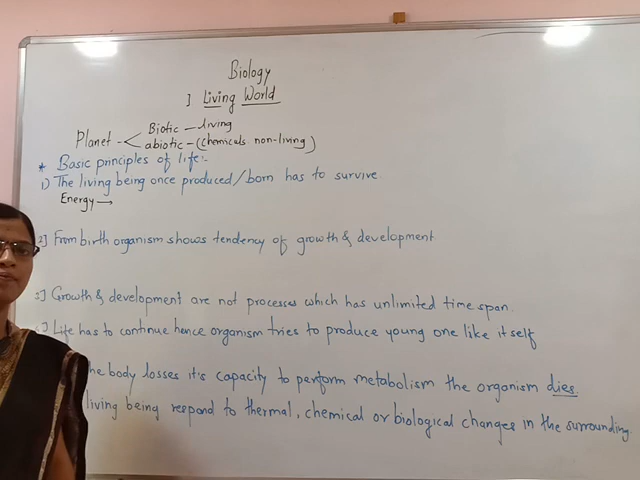 Biology
1] Living World
Planet -< Biotic - living
abiotic - (chemicals non-living)
* Basic principles of life:-
1) The living being once produced/born has to survive
Energy →
2] From birth organism shows tendency of growth & development
3] Growth & development are not processes which has unlimited time span.
Life has to continue hence organism tries to produce young one like itself
the body losses it's capacity to perform metabolism the organism dies.
living being respond to thermal, chemical or biological changes in the surrounding.